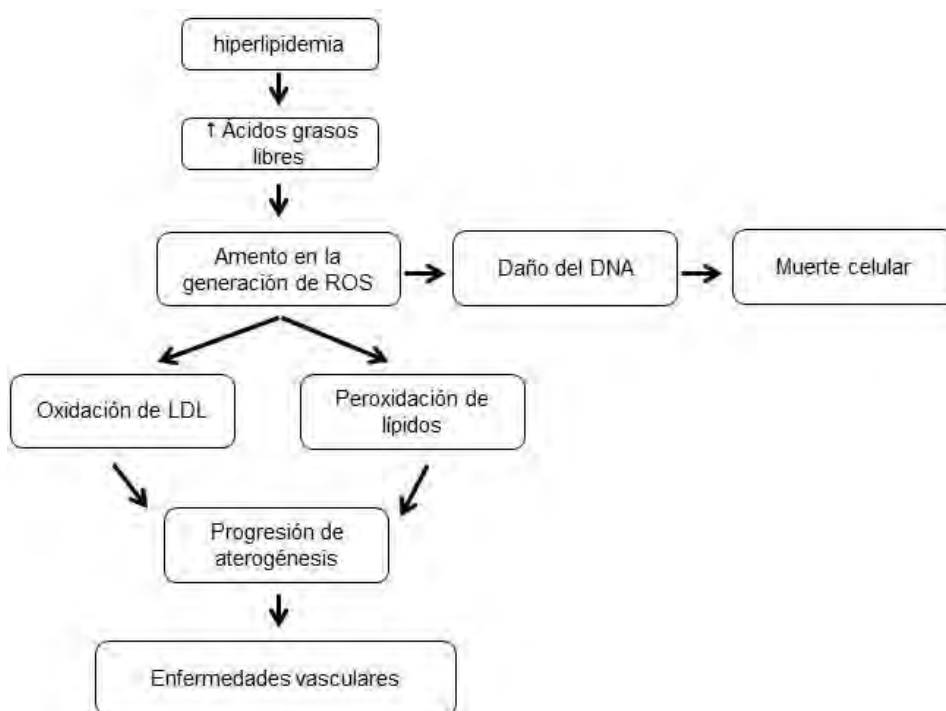 hiperlipidemia
↑ Ácidos grasos
libres
Amento en la
generación de ROS
Daño del DNA
Muerte celular
Oxidación de LDL
Peroxidación de
lípidos
Progresión de
aterogénesis
Enfermedades vasculares